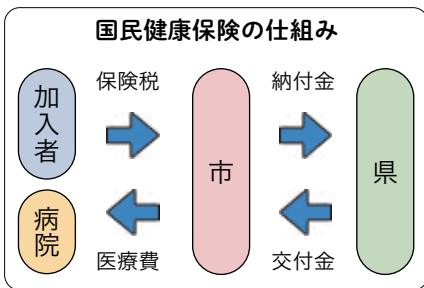 国民健康保険の仕組み
加入者
保険税
納付金
市
県
病院
医療費
交付金